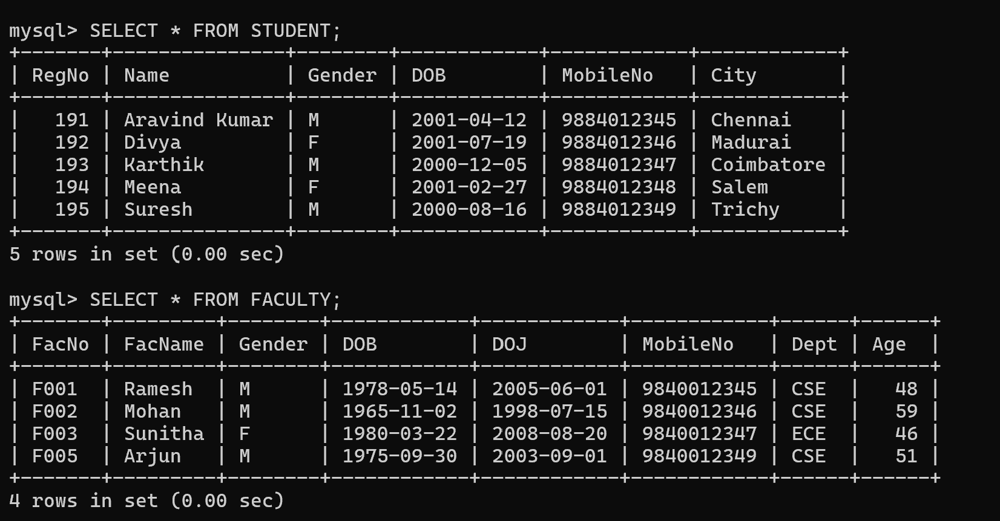 mysql> SELECT * FROM STUDENT;
+-------+---------------+--------+------------+------------+------------+
| RegNo | Name          | Gender | DOB        | MobileNo   | City       |
+-------+---------------+--------+------------+------------+------------+
|   191 | Aravind Kumar | M      | 2001-04-12 | 9884012345 | Chennai    |
|   192 | Divya         | F      | 2001-07-19 | 9884012346 | Madurai    |
|   193 | Karthik       | M      | 2000-12-05 | 9884012347 | Coimbatore |
|   194 | Meena         | F      | 2001-02-27 | 9884012348 | Salem      |
|   195 | Suresh        | M      | 2000-08-16 | 9884012349 | Trichy     |
+-------+---------------+--------+------------+------------+------------+
5 rows in set (0.00 sec)

mysql> SELECT * FROM FACULTY;
+-------+---------+--------+------------+------------+------------+------+------+
| FacNo | FacName | Gender | DOB        | DOJ        | MobileNo   | Dept | Age  |
+-------+---------+--------+------------+------------+------------+------+------+
| F001  | Ramesh  | M      | 1978-05-14 | 2005-06-01 | 9840012345 | CSE  |   48 |
| F002  | Mohan   | M      | 1965-11-02 | 1998-07-15 | 9840012346 | CSE  |   59 |
| F003  | Sunitha | F      | 1980-03-22 | 2008-08-20 | 9840012347 | ECE  |   46 |
| F005  | Arjun   | M      | 1975-09-30 | 2003-09-01 | 9840012349 | CSE  |   51 |
+-------+---------+--------+------------+------------+------------+------+------+
4 rows in set (0.00 sec)